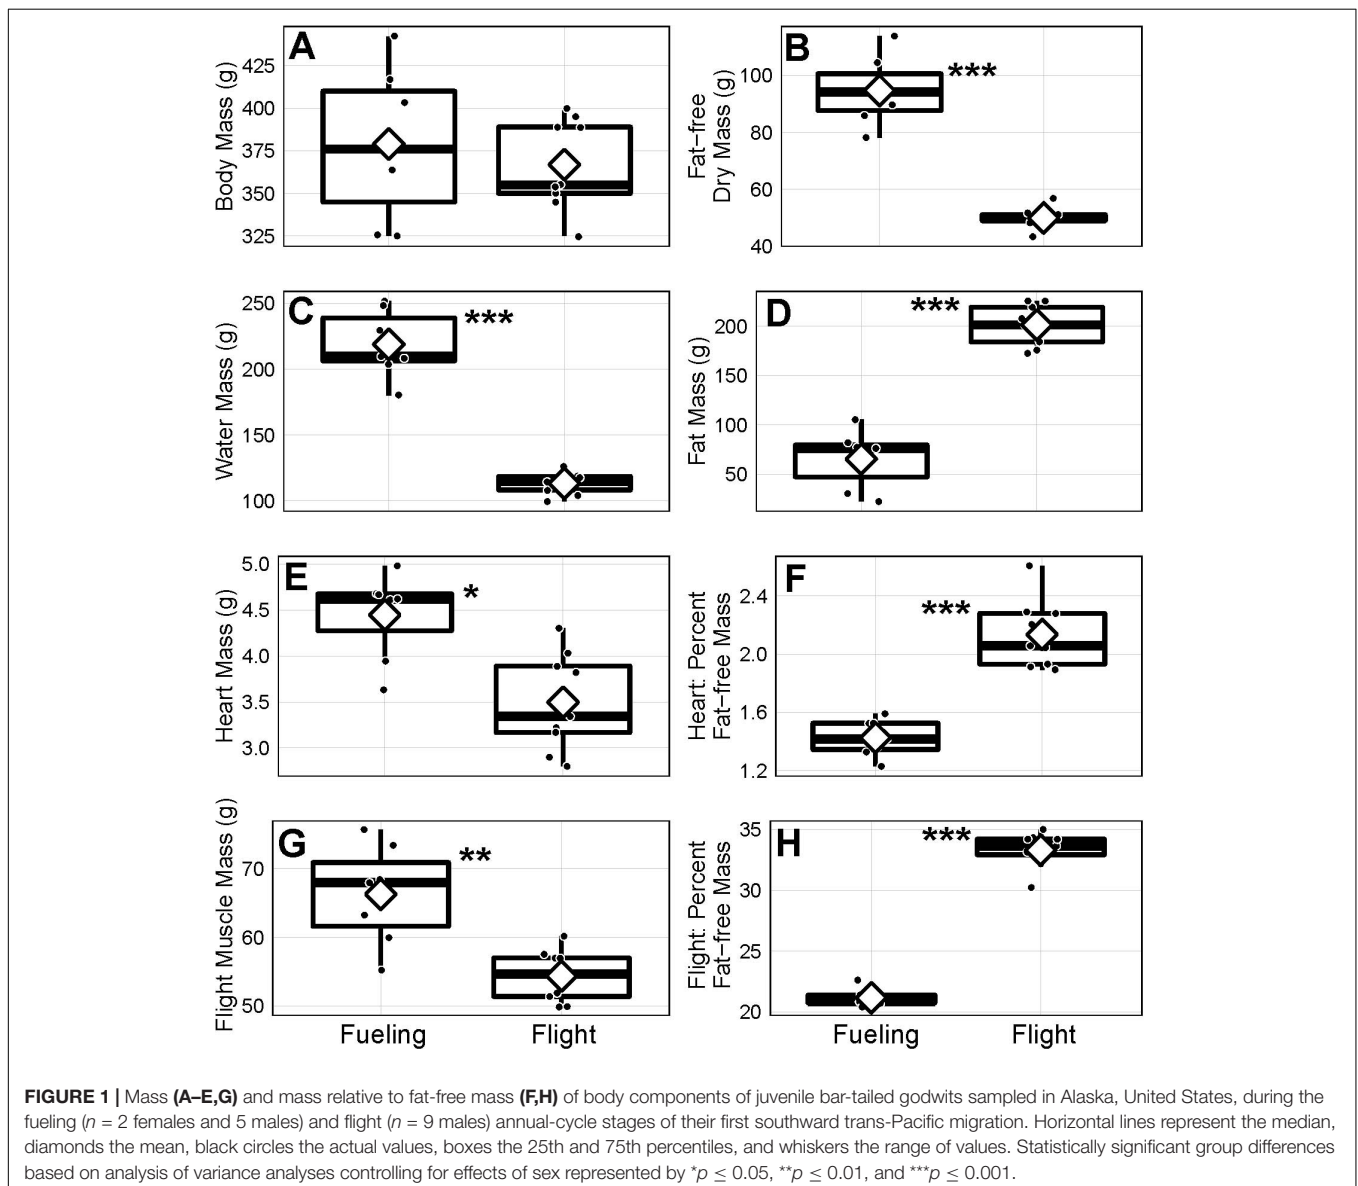 A
Body Mass (g)
425
400
375
350
325
B
Fat−free
Dry Mass (g)
100
80
60
40
***
C
Water Mass (g)
250
200
150
100
***
D
Fat Mass (g)
200
150
100
50
***
E
Heart Mass (g)
5.0
4.5
4.0
3.5
3.0
*
F
Heart: Percent
Fat−free Mass
2.4
2.0
1.6
1.2
***
G
Flight Muscle Mass (g)
70
60
50
**
Fueling Flight
H
Flight: Percent
Fat−free Mass
35
30
25
20
***
Fueling Flight
FIGURE 1 | Mass (A–E,G) and mass relative to fat-free mass (F,H) of body components of juvenile bar-tailed godwits sampled in Alaska, United States, during the
fueling (n = 2 females and 5 males) and flight (n = 9 males) annual-cycle stages of their first southward trans-Pacific migration. Horizontal lines represent the median,
diamonds the mean, black circles the actual values, boxes the 25th and 75th percentiles, and whiskers the range of values. Statistically significant group differences
based on analysis of variance analyses controlling for effects of sex represented by *p ≤ 0.05, **p ≤ 0.01, and ***p ≤ 0.001.